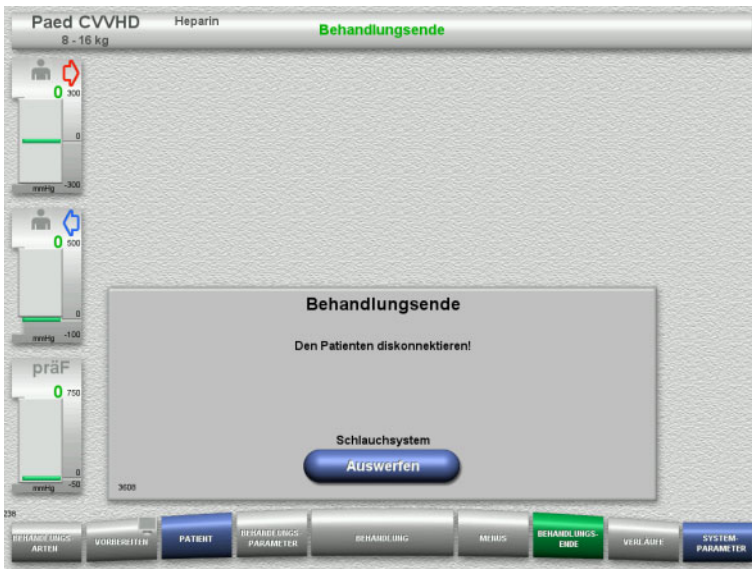 Paed CVVHD Heparin Behandlungsende
8 - 16 kg
0 300
0
mmHg -300
0 500
0
mmHg -100
präF
0 750
0
mmHg -50
Behandlungsende
Den Patienten diskonnektieren!
Schlauchsystem
Auswerfen
3608
236
BEHANDLUNGS-
ARTEN
VORBEREITEN
PATIENT
BEHANDLUNGS-
PARAMETER
BEHANDLUNG
MENUS
BEHANDLUNGS-
ENDE
VERLÄUFE
SYSTEM-
PARAMETER